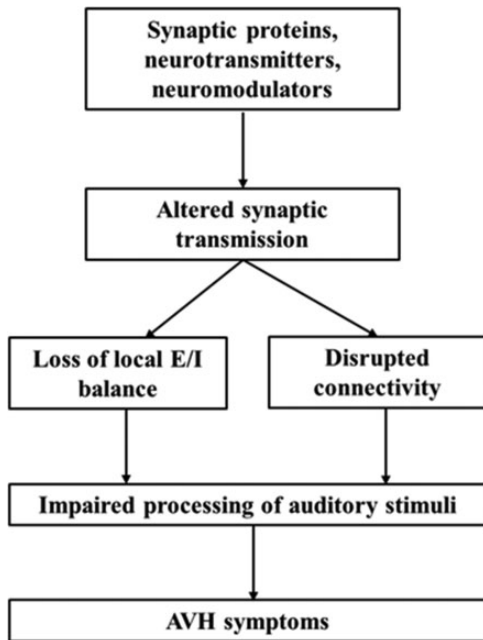 Synaptic proteins,
neurotransmitters,
neuromodulators
Altered synaptic
transmission
Loss of local E/I
balance
Disrupted
connectivity
Impaired processing of auditory stimuli
AVH symptoms